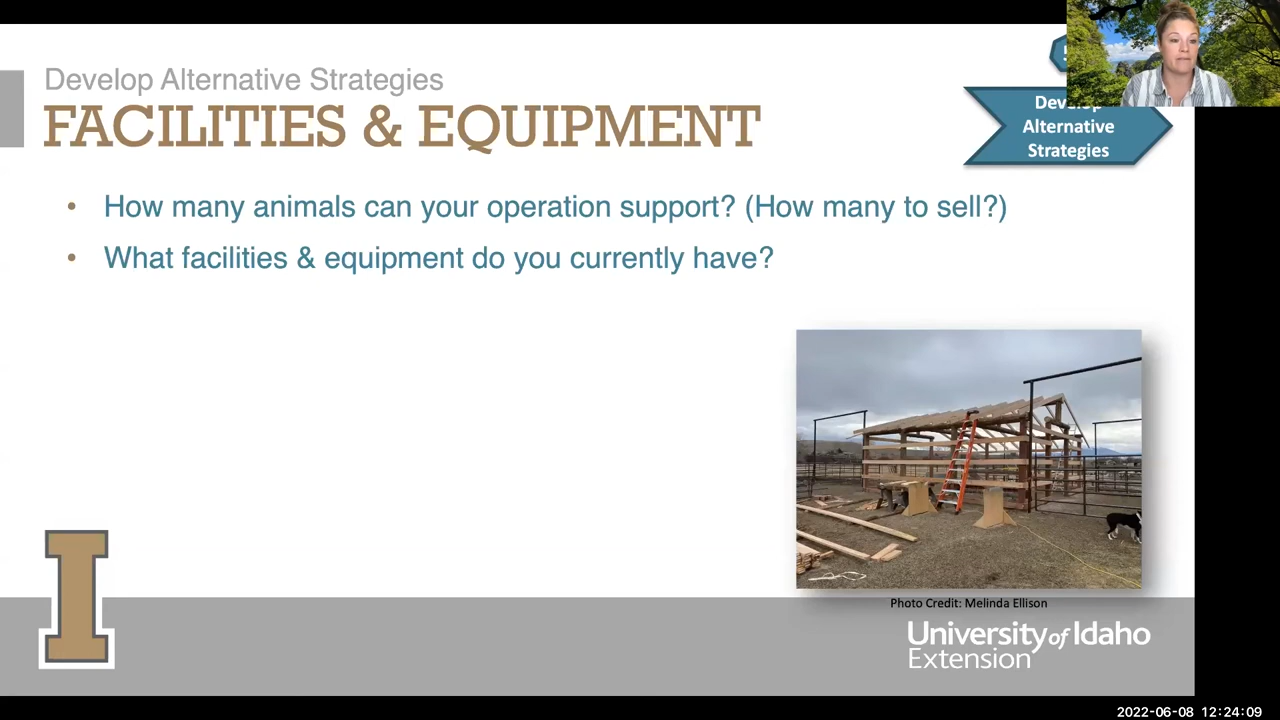 Develop Alternative Strategies
FACILITIES & EQUIPMENT
Develop
Alternative
Strategies
• How many animals can your operation support? (How many to sell?)
• What facilities & equipment do you currently have?
Photo Credit: Melinda Ellison
I
University of Idaho
Extension
2022-06-08 12:24:09